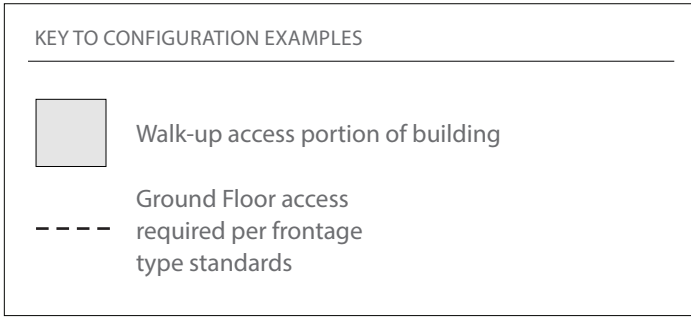 KEY TO CONFIGURATION EXAMPLES
Walk-up access portion of building
Ground Floor access
required per frontage
type standards